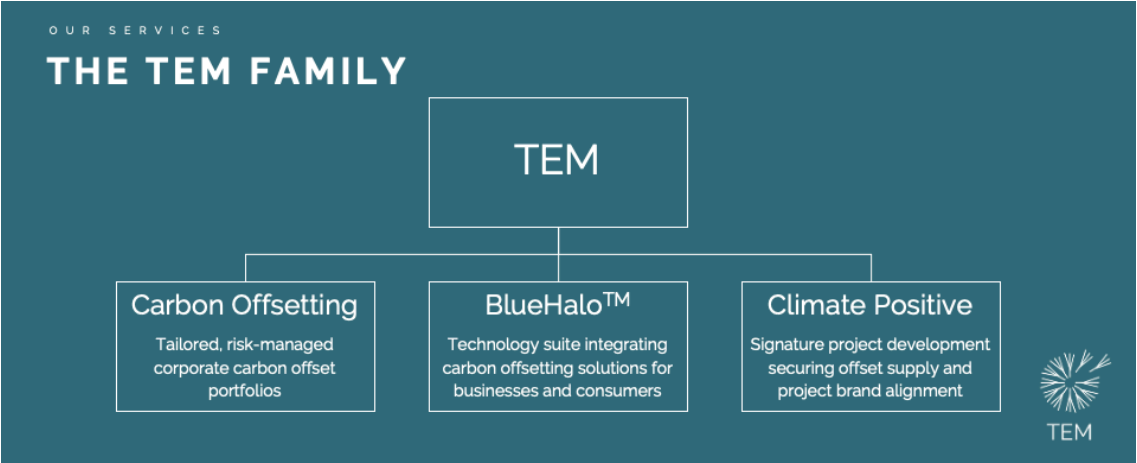 OUR SERVICES
THE TEM FAMILY
TEM
Carbon Offsetting
Tailored, risk-managed
corporate carbon offset
portfolios
BlueHalo™
Technology suite integrating
carbon offsetting solutions for
businesses and consumers
Climate Positive
Signature project development
securing offset supply and
project brand alignment
TEM